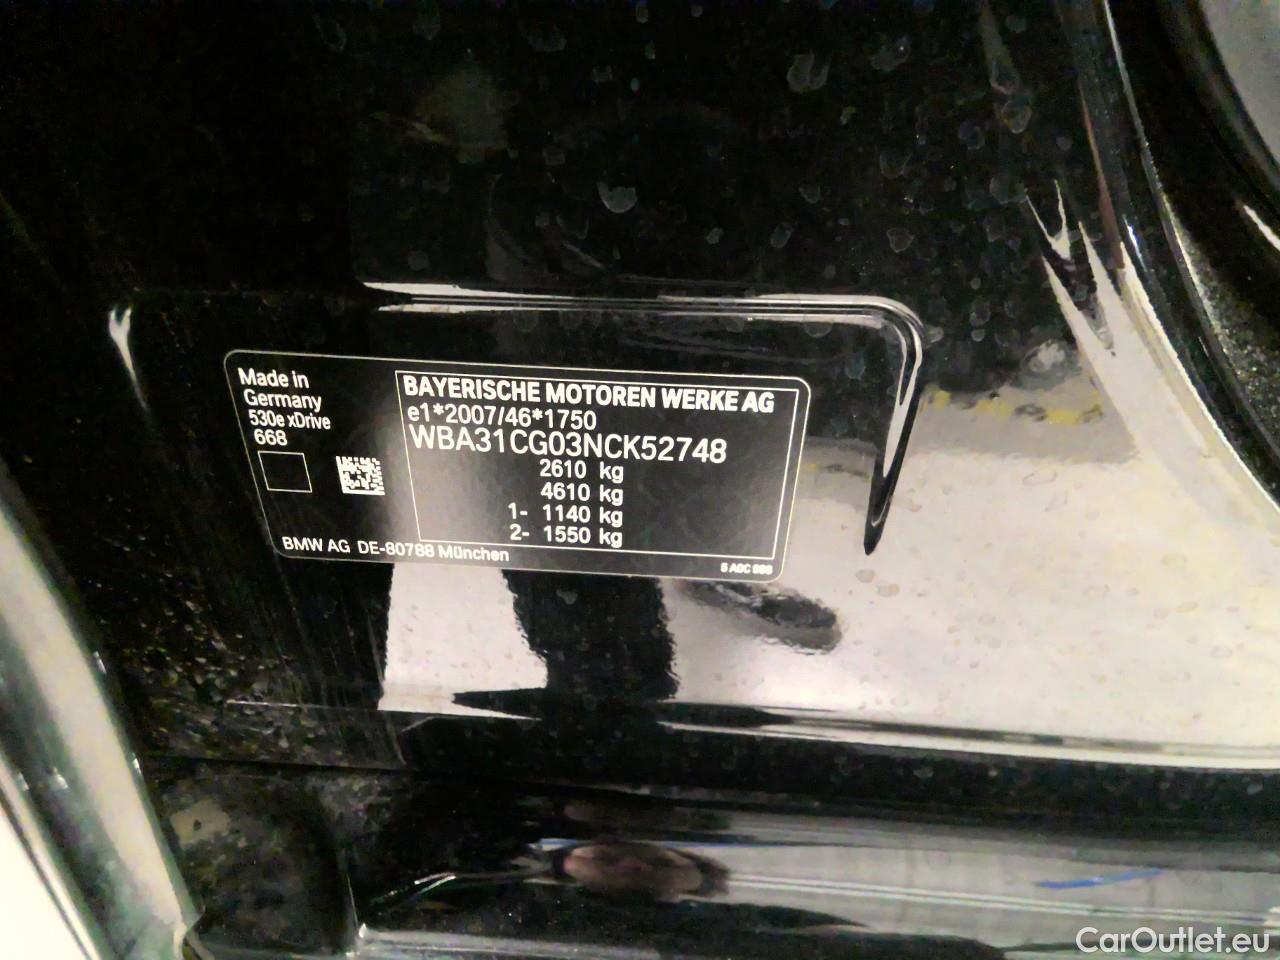 Made in
Germany
530e xDrive
668
BAYERISCHE MOTOREN WERKE AG
e1*2007/46*1750
WBA31CG03NCK52748
2610 kg
4610 kg
1- 1140 kg
2- 1550 kg
BMW AG DE-80788 München
CarOutlet.eu